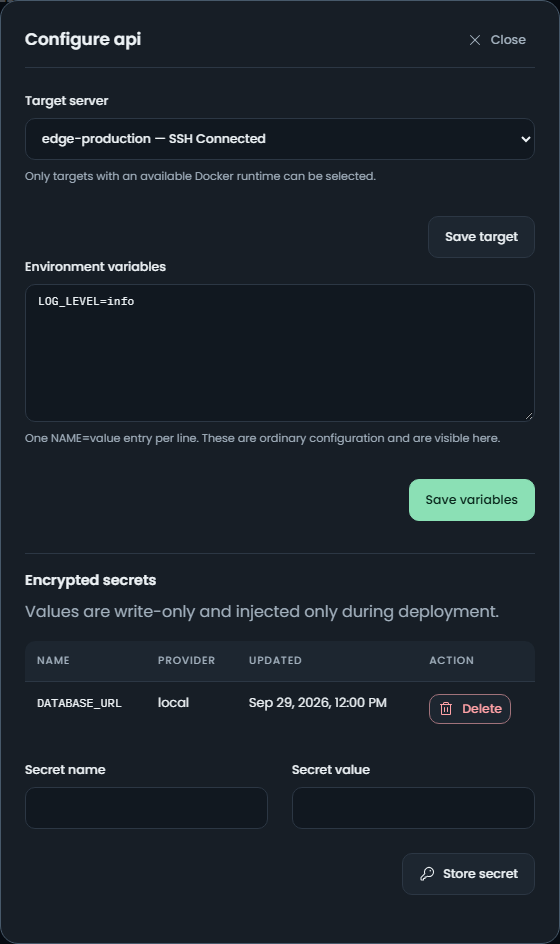 Configure api
Close
Target server
edge-production — SSH Connected
Only targets with an available Docker runtime can be selected.
Save target
Environment variables
LOG_LEVEL=info
One NAME=value entry per line. These are ordinary configuration and are visible here.
Save variables
Encrypted secrets
Values are write-only and injected only during deployment.
NAME PROVIDER UPDATED ACTION
DATABASE_URL local Sep 29, 2026, 12:00 PM Delete
Secret name Secret value
Store secret